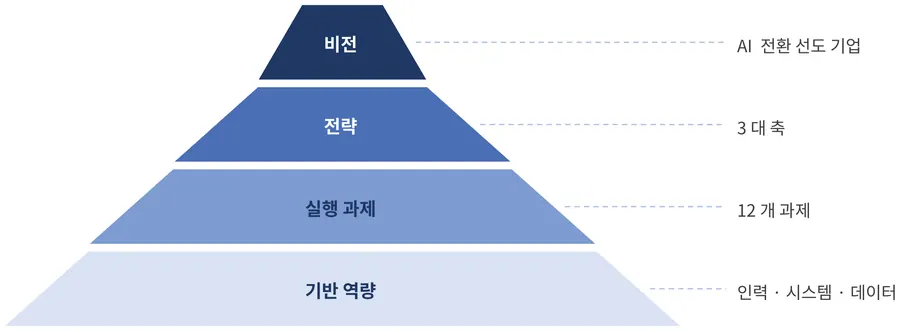 비전
AI 전환 선도 기업
전략
3 대 축
실행 과제
12 개 과제
기반 역량
인력 · 시스템 · 데이터